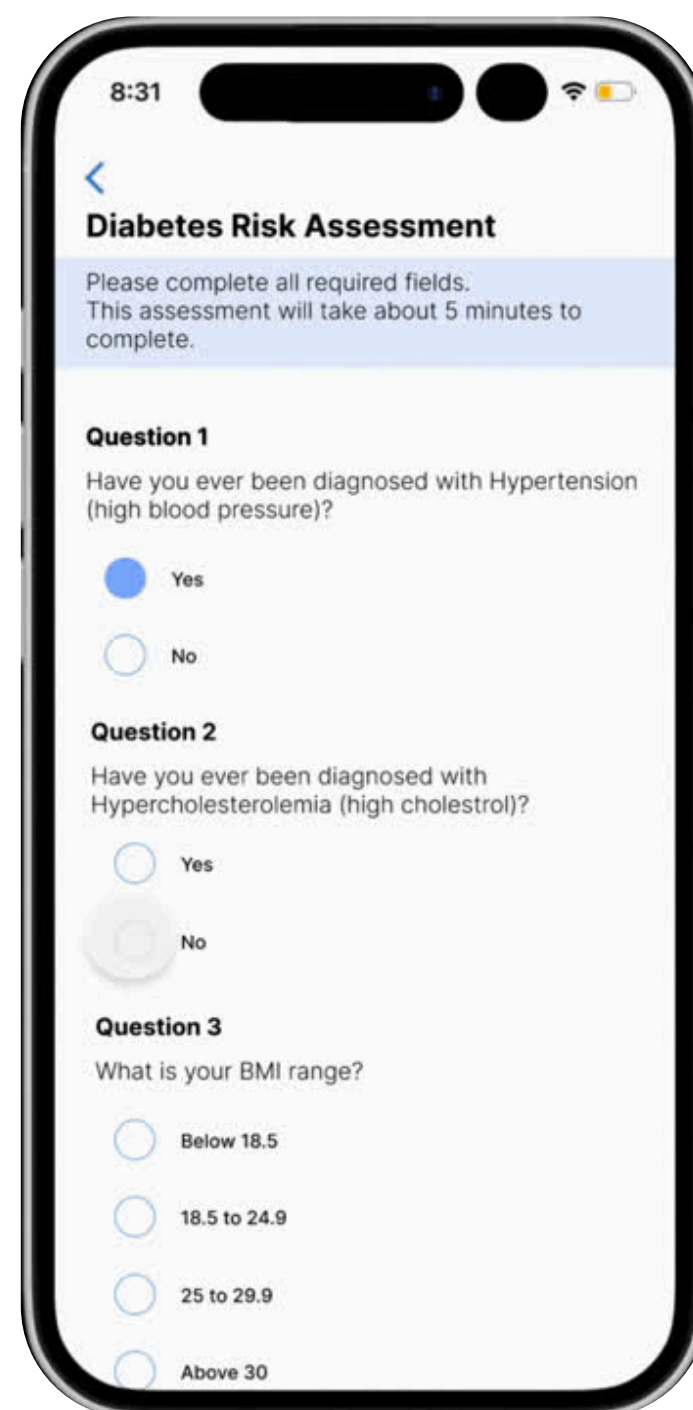 8:31
Diabetes Risk Assessment
Please complete all required fields.
This assessment will take about 5 minutes to
complete.
Question 1
Have you ever been diagnosed with Hypertension
(high blood pressure)?
Yes
No
Question 2
Have you ever been diagnosed with
Hypercholesterolemia (high cholestrol)?
Yes
No
Question 3
What is your BMI range?
Below 18.5
18.5 to 24.9
25 to 29.9
Above 30